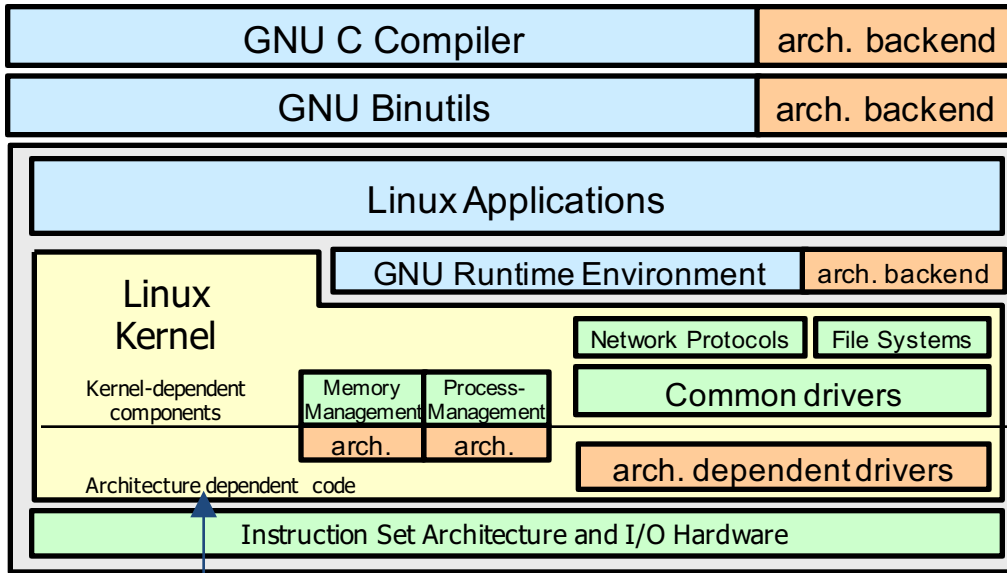 GNU C Compiler
arch. backend
GNU Binutils
arch. backend
Linux Applications
GNU Runtime Environment
arch. backend
Linux
Kernel
Network Protocols
File Systems
Kernel-dependent
components
Memory
Management
Process-
Management
Common drivers
arch.
arch.
arch. dependent drivers
Architecture dependent code
Instruction Set Architecture and I/O Hardware